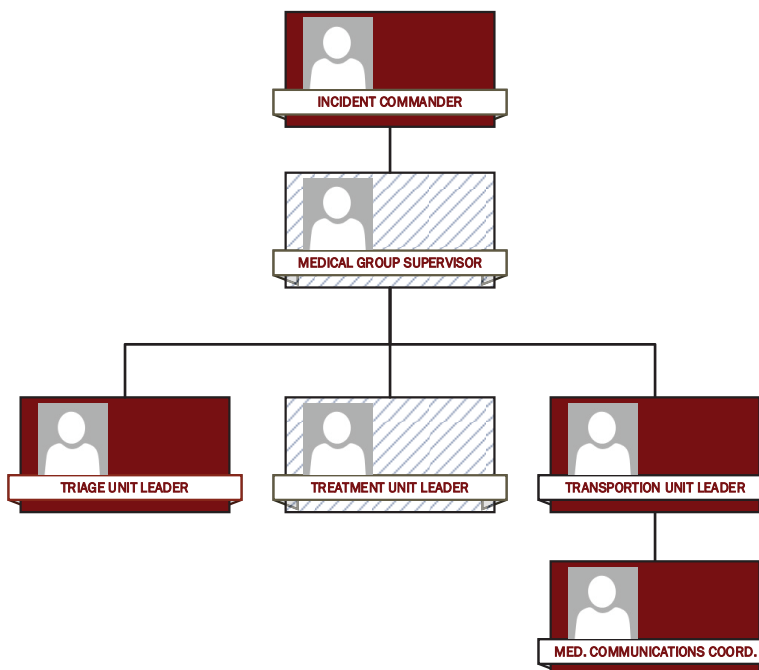 INCIDENT COMMANDER
MEDICAL GROUP SUPERVISOR
TRIAGE UNIT LEADER
TREATMENT UNIT LEADER
TRANSPORTION UNIT LEADER
MED. COMMUNICATIONS COORD.